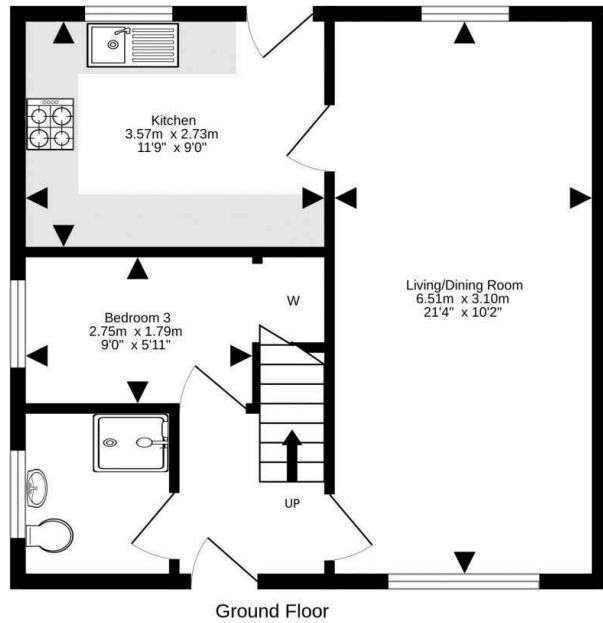 Kitchen
3.57m x 2.73m
11'9" x 9'0"
Living/Dining Room
6.51m x 3.10m
21'4" x 10'2"
W
Bedroom 3
2.75m x 1.79m
9'0" x 5'11"
UP
Ground Floor